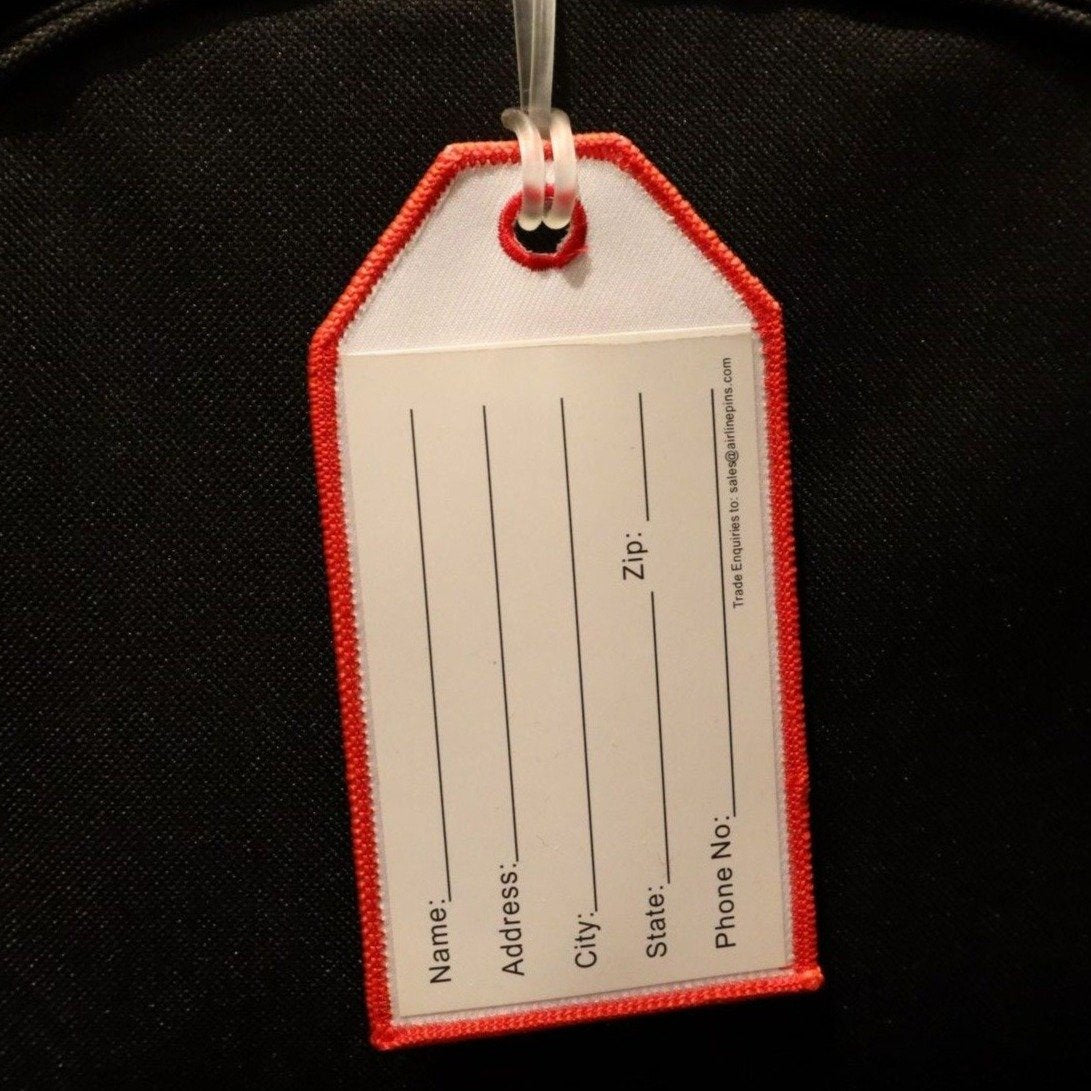 Name:
Address:
City:
State: Zip:
Phone No:
Trade Enquiries to: sales@airlinepins.com